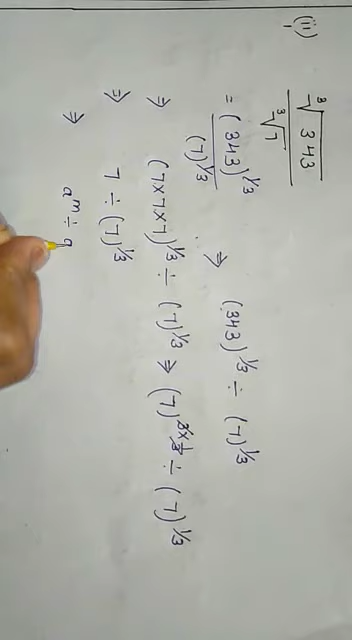 (ii)
∛343 / ∛7
= (343)^1/3 / (7)^1/3 ⇒ (343)^1/3 ÷ (7)^1/3
⇒ (7×7×7)^1/3 ÷ (7)^1/3 ⇒ (7)^3×1/3 ÷ (7)^1/3
⇒ 7 ÷ (7)^1/3
⇒ a^m ÷ a